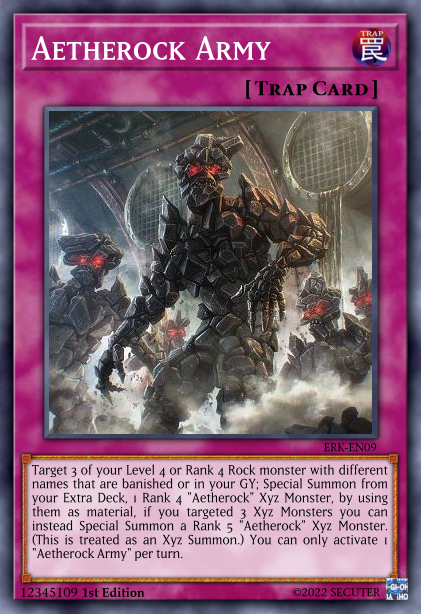 Aetherock Army
TRAP
罠
[Trap Card]
ERK-EN09
Target 3 of your Level 4 or Rank 4 Rock monster with different
names that are banished or in your GY; Special Summon from
your Extra Deck, 1 Rank 4 "Aetherock" Xyz Monster, by using
them as material, if you targeted 3 Xyz Monsters you can
instead Special Summon a Rank 5 "Aetherock" Xyz Monster.
(This is treated as an Xyz Summon.) You can only activate 1
"Aetherock Army" per turn.
12345109 1st Edition
©2022 SECUTER